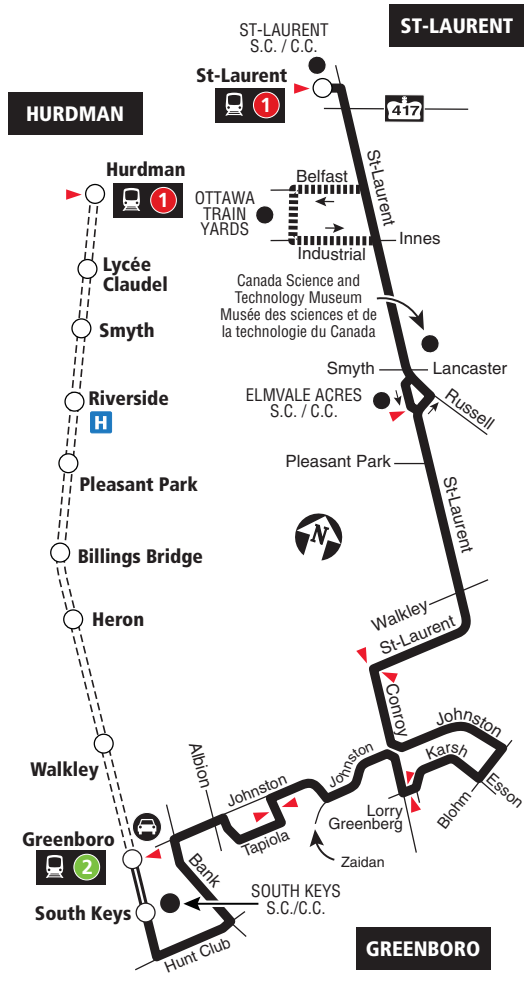 ST-LAURENT
ST-LAURENT
S.C. / C.C.
St-Laurent
1
417
HURDMAN
Hurdman
1
St-Laurent
Belfast
OTTAWA
TRAIN
YARDS
Innes
Industrial
Lycée
Claudel
Canada Science and
Technology Museum
Musée des sciences et de
la technologie du Canada
Smyth
Smyth
Lancaster
Riverside
H
ELMVALE ACRES
S.C. / C.C.
Russell
Pleasant Park
Pleasant Park
St-Laurent
N
Billings Bridge
Heron
Walkley
St-Laurent
Conroy
Johnston
Walkley
Albion
Johnston
Johnston
Karsh
Esson
Blohm
Lorry
Greenberg
Tapiola
Zaidan
Greenboro
2
Bank
SOUTH KEYS
S.C./C.C.
South Keys
Hunt Club
GREENBORO